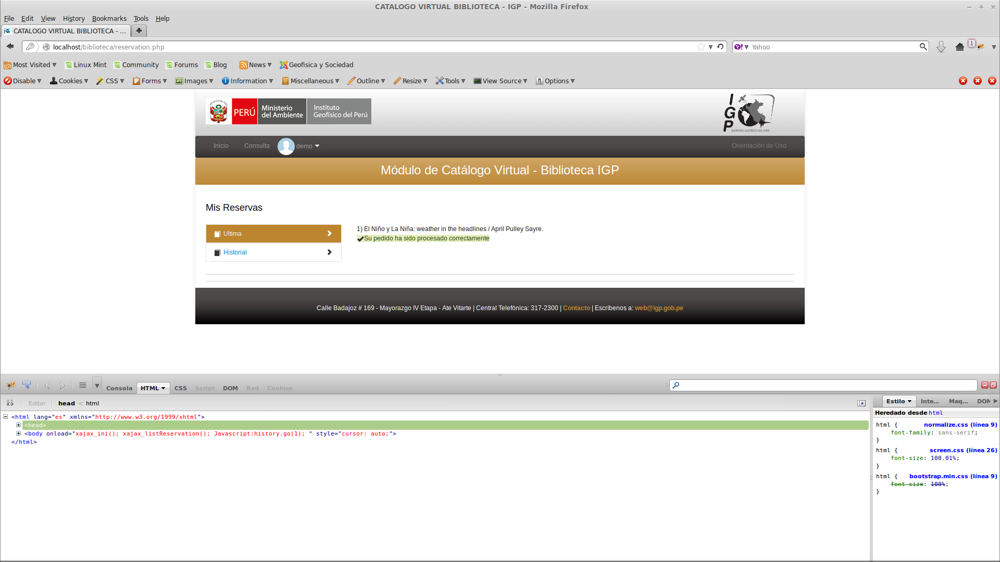 CATALOGO VIRTUAL BIBLIOTECA - IGP - Mozilla Firefox
File Edit View History Bookmarks Tools Help
CATALOGO VIRTUAL BIBLIOTECA - ...
localhost/biblioteca/reservation.php
Yahoo
1
Most Visited Linux Mint Community Forums Blog News Geofisica y Sociedad
Disable Cookies CSS Forms Images Information Miscellaneous Outline Resize Tools View Source Options
PERÚ
Ministerio
del Ambiente
Instituto
Geofísico del Perú
IGP
INSTITUTO GEOFÍSICO DEL PERÚ
Inicio Consulta demo Orientación de Uso
Módulo de Catálogo Virtual - Biblioteca IGP
Mis Reservas
Ultima
Historial
1) El Niño y La Niña: weather in the headlines / April Pulley Sayre.
Su pedido ha sido procesado correctamente
Calle Badajoz # 169 - Mayorazgo IV Etapa - Ate Vitarte | Central Telefónica: 317-2300 | Contacto | Escríbenos a: web@igp.gob.pe
Consola HTML CSS Script DOM Red Cookies
Editar head < html
<html lang="es" xmlns="http://www.w3.org/1999/xhtml">
<head>
<body onload="xajax_ini(); xajax_listReservation(); Javascript:history.go(1); " style="cursor: auto;">
</html>
Estilo Inte... Maq... DOM
Heredado desde html
html { normalize.css (línea 9)
font-family: sans-serif;
}
html { screen.css (línea 26)
font-size: 100.01%;
}
html { bootstrap.min.css (línea 9)
font-size: 100%;
}